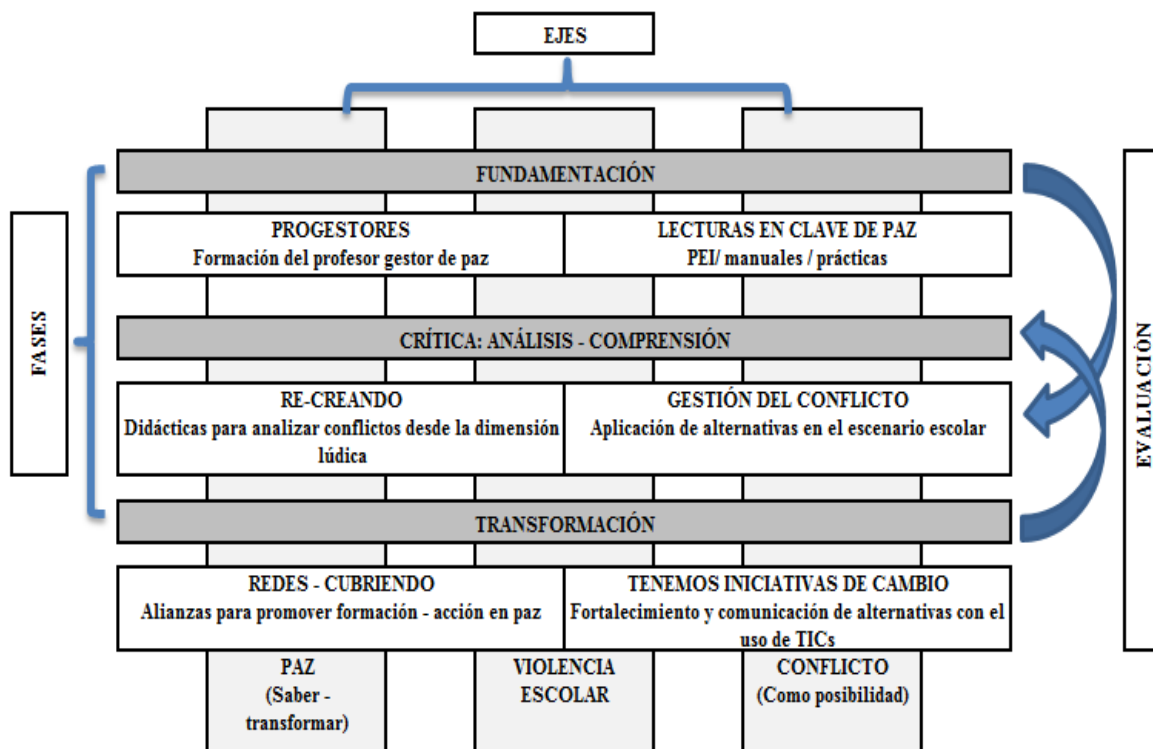 EJES
FUNDAMENTACIÓN
PROGESTORES
Formación del profesor gestor de paz
LECTURAS EN CLAVE DE PAZ
PEI/ manuales / prácticas
FASES
CRÍTICA: ANÁLISIS - COMPRENSIÓN
RE-CREANDO
Didácticas para analizar conflictos desde la dimensión
lúdica
GESTIÓN DEL CONFLICTO
Aplicación de alternativas en el escenario escolar
EVALUACIÓN
TRANSFORMACIÓN
REDES - CUBRIENDO
Alianzas para promover formación - acción en paz
TENEMOS INICIATIVAS DE CAMBIO
Fortalecimiento y comunicación de alternativas con el
uso de TICs
PAZ
(Saber -
transformar)
VIOLENCIA
ESCOLAR
CONFLICTO
(Como posibilidad)